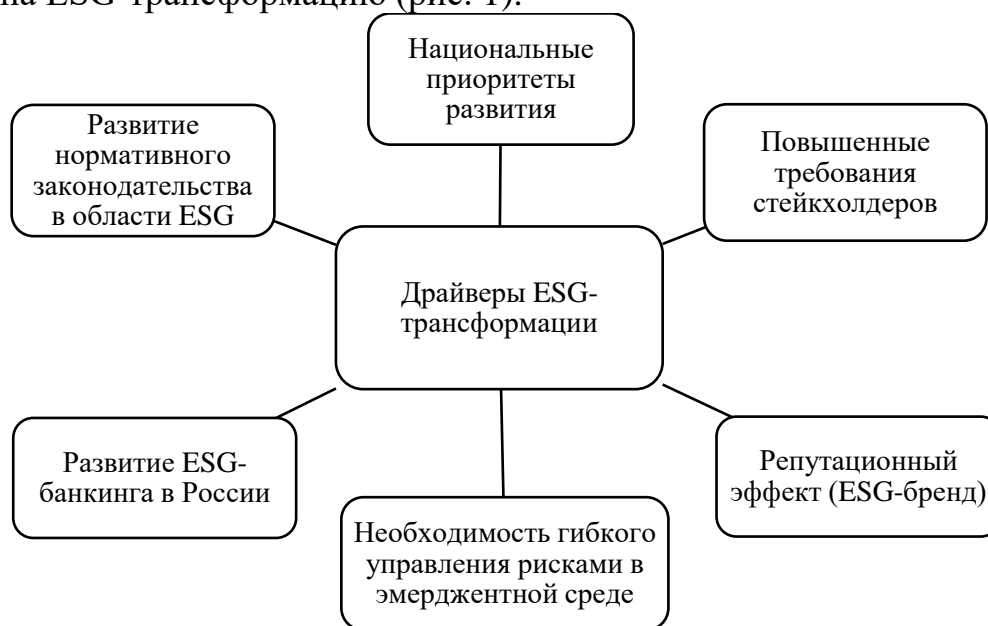 на ESG-трансформацию (рис. 1).
Национальные
приоритеты
развития
Развитие
нормативного
законодательства
в области ESG
Повышенные
требования
стейкхолдеров
Драйверы ESG-
трансформации
Развитие ESG-
банкинга в России
Репутационный
эффект (ESG-бренд)
Необходимость гибкого
управления рисками в
эмерджентной среде